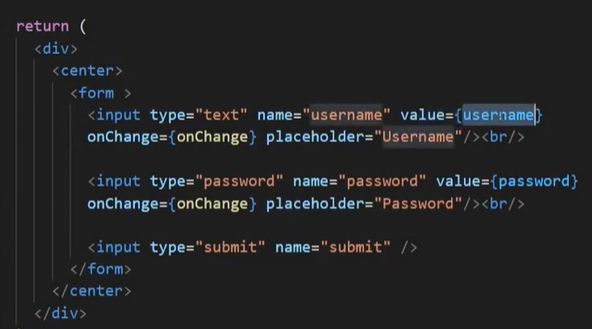 return (
<div>
<center>
<form >
<input type="text" name="username" value={username}
onChange={onChange} placeholder="Username"/><br/>
<input type="password" name="password" value={password}
onChange={onChange} placeholder="Password"/><br/>
<input type="submit" name="submit" />
</form>
</center>
</div>